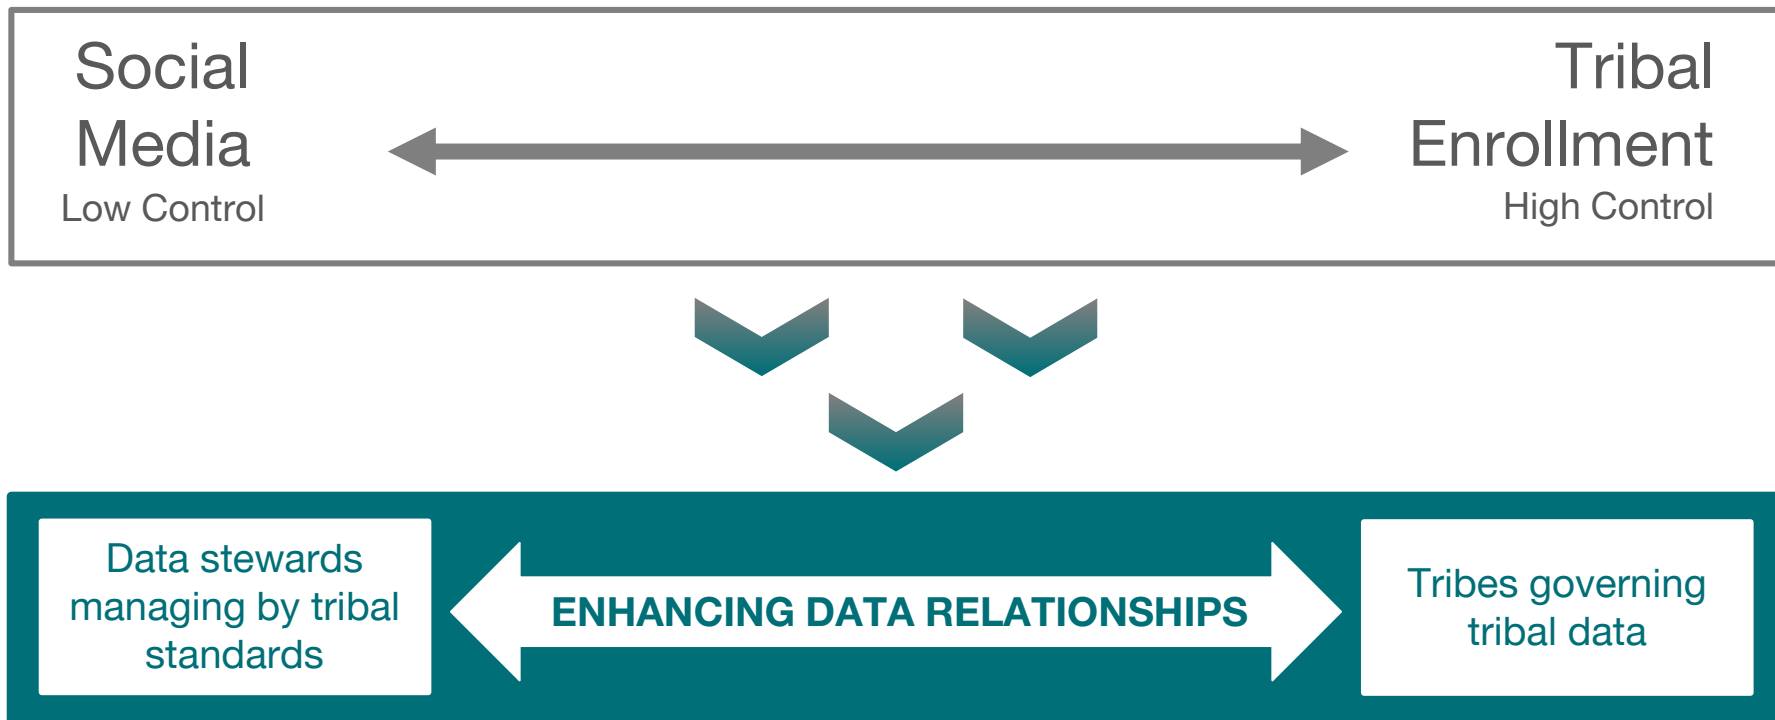 Social
Media
Low Control
Tribal
Enrollment
High Control
Data stewards
managing by tribal
standards
ENHANCING DATA RELATIONSHIPS
Tribes governing
tribal data